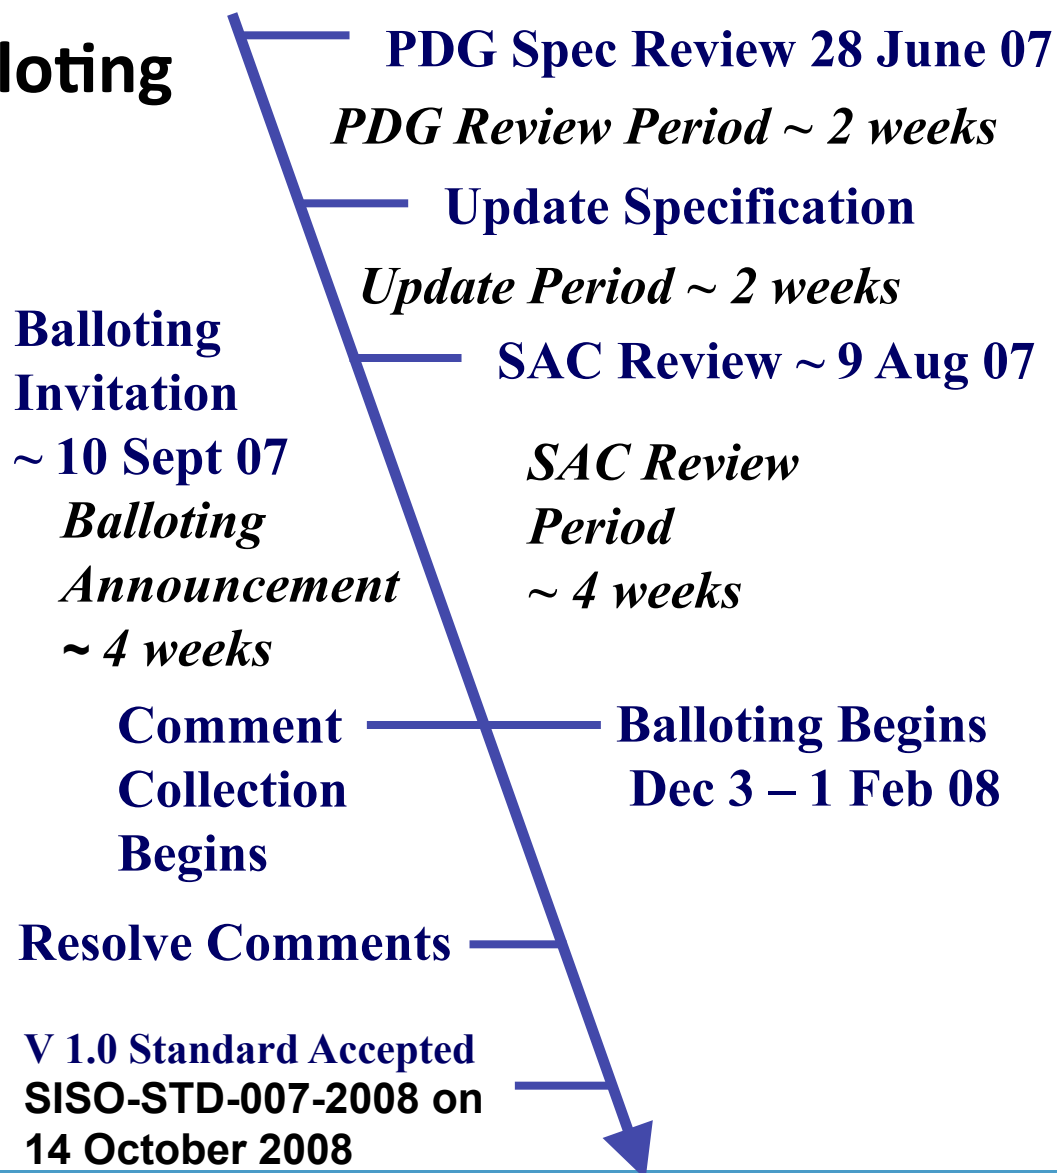 lloting
PDG Spec Review 28 June 07
PDG Review Period ~ 2 weeks
Update Specification
Update Period ~ 2 weeks
SAC Review ~ 9 Aug 07
Balloting
Invitation
~ 10 Sept 07
SAC Review
Period
~ 4 weeks
Balloting
Announcement
~ 4 weeks
Comment
Collection
Begins
Balloting Begins
Dec 3 – 1 Feb 08
Resolve Comments
V 1.0 Standard Accepted
SISO-STD-007-2008 on
14 October 2008